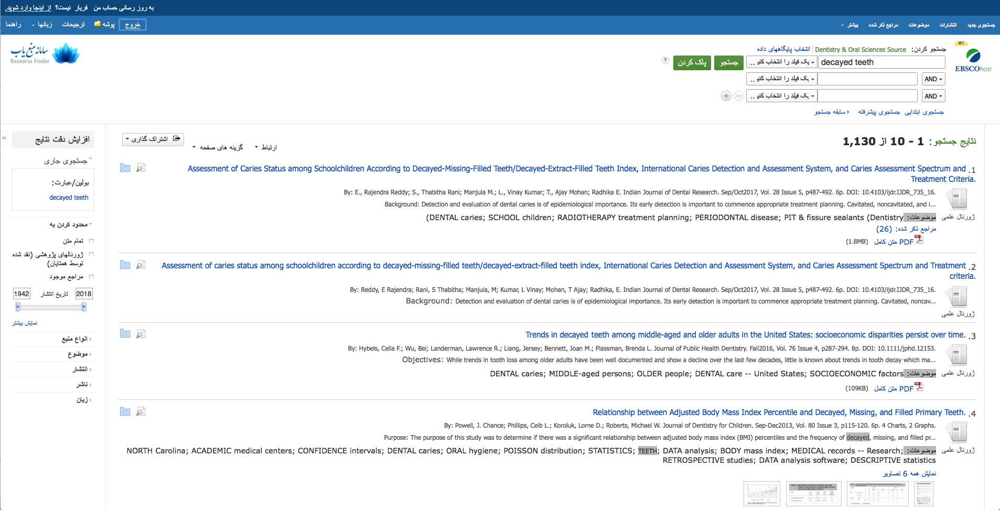 به روز رسانی حساب من فریار نیست؟ از اینجا وارد شوید.
جستجوی جدید انتشارات موضوعات مراجع ذکر شده بیشتر
خروج پوشه ترجیحات زبانها راهنما
MY
EBSCOhost
سامانه منبع یاب
Resource Finder
جستجو کردن: Dentistry & Oral Sciences Source انتخاب پایگاههای داده
decayed teeth یک فیلد را انتخاب کنید... جستجو پاک کردن ?
AND یک فیلد را انتخاب کنید...
AND یک فیلد را انتخاب کنید...
جستجوی ابتدایی جستجوی پیشرفته سابقه جستجو
نتایج جستجو: 1 - 10 از 1,130
ارتباط گزینه های صفحه اشتراک گذاری
1. Assessment of Caries Status among Schoolchildren According to Decayed-Missing-Filled Teeth/Decayed-Extract-Filled Teeth Index, International Caries Detection and Assessment System, and Caries Assessment Spectrum and
Treatment Criteria.
By: E., Rajendra Reddy; S., Thabitha Rani; Manjula M.; L., Vinay Kumar; T., Ajay Mohan; Radhika E. Indian Journal of Dental Research. Sep/Oct2017, Vol. 28 Issue 5, p487-492. 6p. DOI: 10.4103/ijdr.IJDR_735_16.
Background: Detection and evaluation of dental caries is of epidemiological importance. Its early detection is important to commence appropriate treatment planning. Cavitated, noncavitated, and i...
ژورنال علمی
موضوعات: DENTAL caries; SCHOOL children; RADIOTHERAPY treatment planning; PERIODONTAL disease; PIT & fissure sealants (Dentistry)
مراجع ذکر شده: (26)
PDF متن کامل (1.8MB)
2. Assessment of caries status among schoolchildren according to decayed-missing-filled teeth/decayed-extract-filled teeth index, International Caries Detection and Assessment System, and Caries Assessment Spectrum and Treatment
criteria.
By: Reddy, E Rajendra; Rani, S Thabitha; Manjula, M; Kumar, L Vinay; Mohan, T Ajay; Radhika, E. Indian Journal of Dental Research. Sep/Oct2017, Vol. 28 Issue 5, p487-492. 6p. DOI: 10.4103/ijdr.IJDR_735_16.
Background: Detection and evaluation of dental caries is of epidemiological importance. Its early detection is important to commence appropriate treatment planning. Cavitated, noncav...
ژورنال علمی
3. Trends in decayed teeth among middle-aged and older adults in the United States: socioeconomic disparities persist over time.
By: Hybels, Celia F.; Wu, Bei; Landerman, Lawrence R.; Liang, Jersey; Bennett, Joan M.; Plassman, Brenda L. Journal of Public Health Dentistry. Fall2016, Vol. 76 Issue 4, p287-294. 8p. DOI: 10.1111/jphd.12153.
Objectives: While trends in tooth loss among older adults have been well documented and show a decline over the last few decades, little is known about trends in tooth decay which ma...
ژورنال علمی
موضوعات: DENTAL caries; MIDDLE-aged persons; OLDER people; DENTAL care -- United States; SOCIOECONOMIC factors
PDF متن کامل (109KB)
4. Relationship between Adjusted Body Mass Index Percentile and Decayed, Missing, and Filled Primary Teeth.
By: Powell, J. Chance; Phillips, Ceib L.; Koroluk, Lorne D.; Roberts, Michael W. Journal of Dentistry for Children. Sep-Dec2013, Vol. 80 Issue 3, p115-120. 6p. 4 Charts, 2 Graphs.
Purpose: The purpose of this study was to determine if there was a significant relationship between adjusted body mass index (BMI) percentiles and the frequency of decayed, missing, and filled pr...
ژورنال علمی
موضوعات: NORTH Carolina; ACADEMIC medical centers; CONFIDENCE intervals; DENTAL caries; ORAL hygiene; POISSON distribution; STATISTICS; TEETH; DATA analysis; BODY mass index; MEDICAL records -- Research;
RETROSPECTIVE studies; DATA analysis software; DESCRIPTIVE statistics
نمایش همه 6 تصاویر
افزایش دقت نتایج
جستجوی جاری
بولین/عبارت:
decayed teeth
محدود کردن به
تمام متن
ژورنالهای پژوهشی (نقد شده
توسط همتایان)
مراجع موجود
1942 تاریخ انتشار 2018
نمایش بیشتر
انواع منبع
موضوع
انتشار
ناشر
زبان